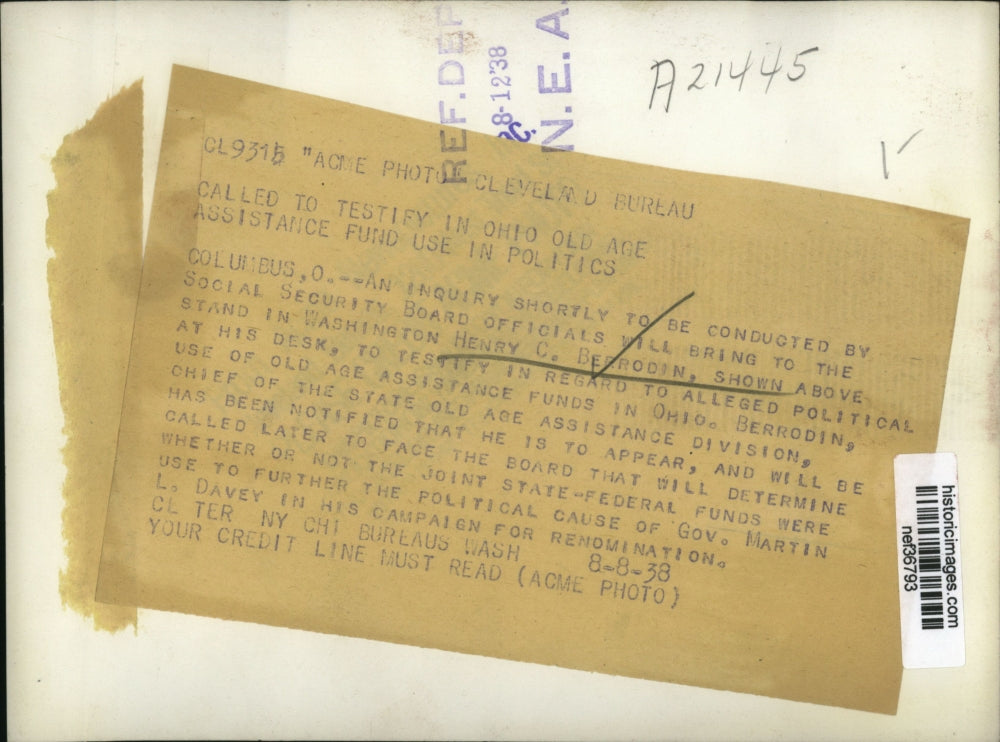 REF.DEP
8-12'38
N.E.A.
A21445
CL9315 "ACME PHOTO" CLEVELAND BUREAU
CALLED TO TESTIFY IN OHIO OLD AGE
ASSISTANCE FUND USE IN POLITICS
COLUMBUS,O.--AN INQUIRY SHORTLY TO BE CONDUCTED BY
SOCIAL SECURITY BOARD OFFICIALS WILL BRING TO THE
STAND IN WASHINGTON HENRY C. BERRODIN, SHOWN ABOVE
AT HIS DESK, TO TESTIFY IN REGARD TO ALLEGED POLITICAL
USE OF OLD AGE ASSISTANCE FUNDS IN OHIO. BERRODIN,
CHIEF OF THE STATE OLD AGE ASSISTANCE DIVISION,
HAS BEEN NOTIFIED THAT HE IS TO APPEAR, AND WILL BE
CALLED LATER TO FACE THE BOARD THAT WILL DETERMINE
WHETHER OR NOT THE JOINT STATE-FEDERAL FUNDS WERE
USE TO FURTHER THE POLITICAL CAUSE OF GOV. MARTIN
L. DAVEY IN HIS CAMPAIGN FOR RENOMINATION.
CL TER NY CHI BUREAUS WASH 8-8-38
YOUR CREDIT LINE MUST READ (ACME PHOTO)
historicimages.com
nef36793